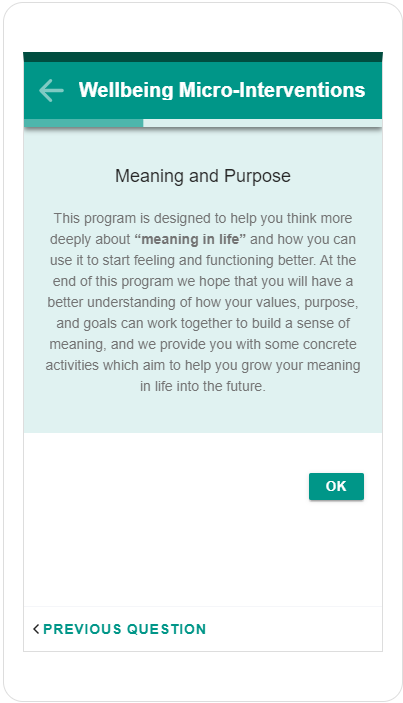 Wellbeing Micro-Interventions
Meaning and Purpose
This program is designed to help you think more
deeply about “meaning in life” and how you can
use it to start feeling and functioning better. At the
end of this program we hope that you will have a
better understanding of how your values, purpose,
and goals can work together to build a sense of
meaning, and we provide you with some concrete
activities which aim to help you grow your meaning
in life into the future.
OK
PREVIOUS QUESTION